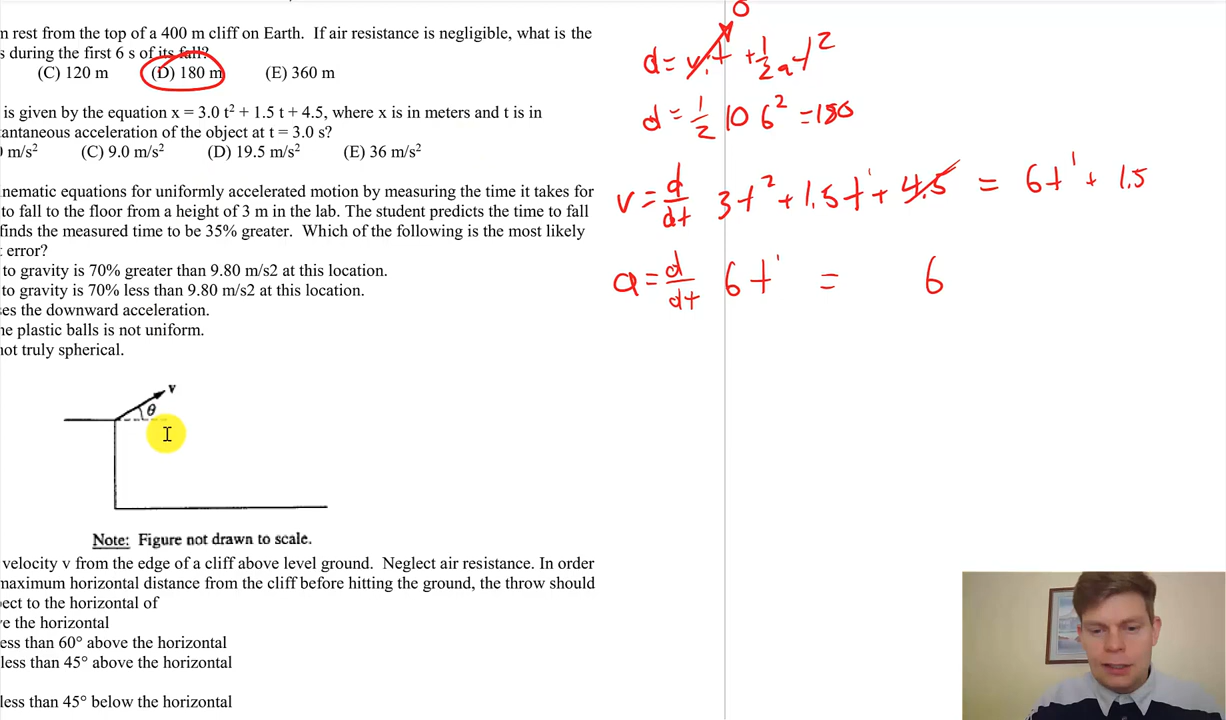 n rest from the top of a 400 m cliff on Earth. If air resistance is negligible, what is the
s during the first 6 s of its fall?
(C) 120 m (D) 180 m (E) 360 m
is given by the equation x = 3.0 t² + 1.5 t + 4.5, where x is in meters and t is in
antaneous acceleration of the object at t = 3.0 s?
0 m/s² (C) 9.0 m/s² (D) 19.5 m/s² (E) 36 m/s²
nematic equations for uniformly accelerated motion by measuring the time it takes for
to fall to the floor from a height of 3 m in the lab. The student predicts the time to fall
finds the measured time to be 35% greater. Which of the following is the most likely
error?
to gravity is 70% greater than 9.80 m/s2 at this location.
to gravity is 70% less than 9.80 m/s2 at this location.
es the downward acceleration.
he plastic balls is not uniform.
not truly spherical.
v
θ
Note: Figure not drawn to scale.
velocity v from the edge of a cliff above level ground. Neglect air resistance. In order
maximum horizontal distance from the cliff before hitting the ground, the throw should
ect to the horizontal of
e the horizontal
ess than 60° above the horizontal
less than 45° above the horizontal
less than 45° below the horizontal
0
d = v₁t + ½at²
d = ½ 10 6² = 180
v = d/dt 3t² + 1.5t¹ + 4.5 = 6t¹ + 1.5
a = d/dt 6t¹ = 6